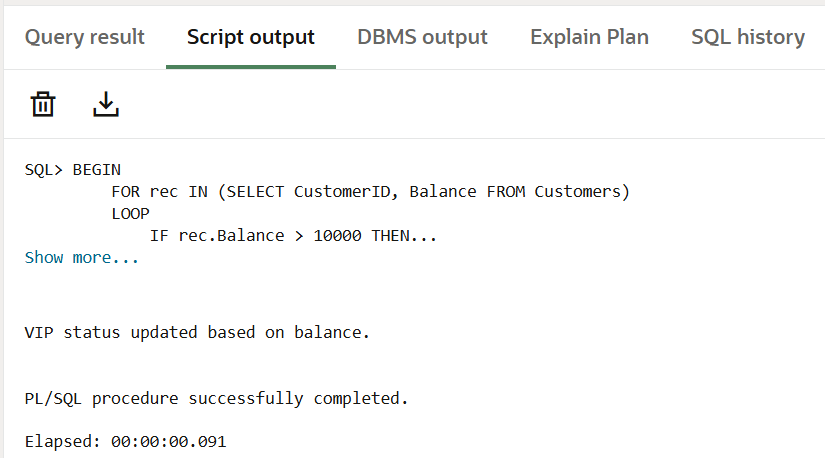 Query result Script output DBMS output Explain Plan SQL history
SQL> BEGIN
FOR rec IN (SELECT CustomerID, Balance FROM Customers)
LOOP
IF rec.Balance > 10000 THEN...
Show more...
VIP status updated based on balance.
PL/SQL procedure successfully completed.
Elapsed: 00:00:00.091